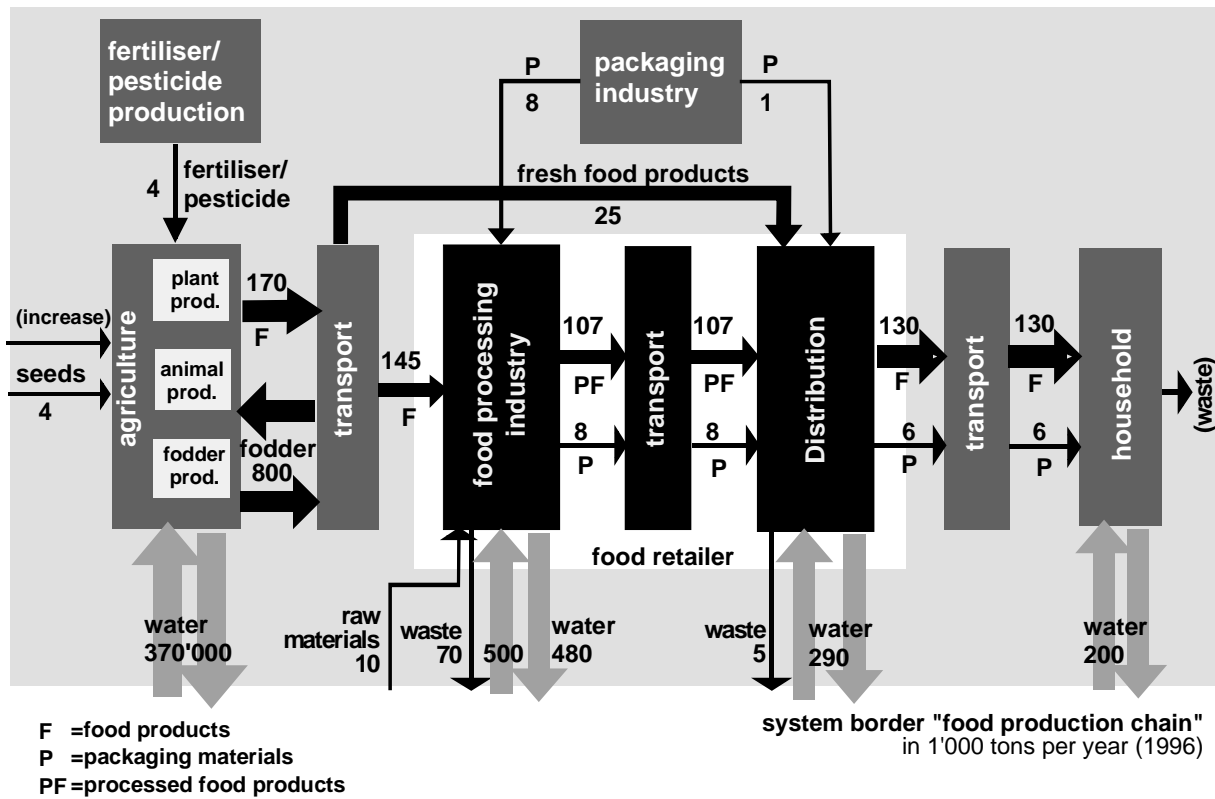 fertiliser/
pesticide
production
packaging
industry
P
8
P
1
4
fertiliser/
pesticide
fresh food products
25
agriculture
plant
prod.
animal
prod.
fodder
prod.
(increase)
seeds
4
170
F
fodder
800
transport
145
F
food processing
industry
107
PF
8
P
transport
107
PF
8
P
Distribution
130
F
6
P
transport
130
F
6
P
household
(waste)
food retailer
water
370'000
raw
materials
10
waste
70
500
water
480
waste
5
water
290
water
200
F =food products
P =packaging materials
PF=processed food products
system border "food production chain"
in 1'000 tons per year (1996)